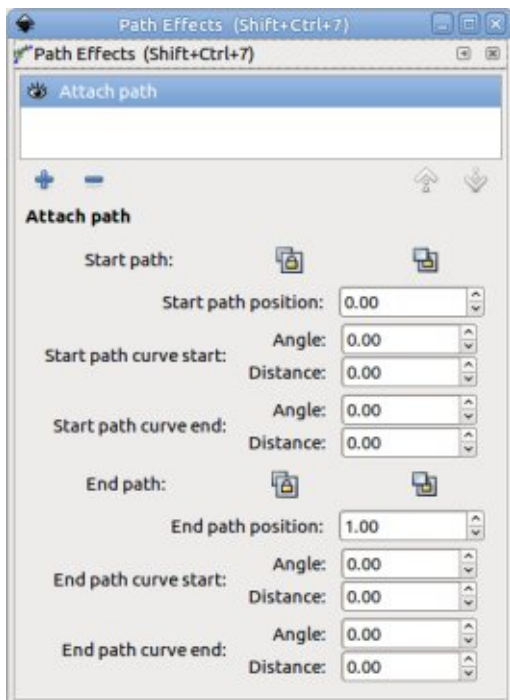 Path Effects (Shift+Ctrl+7)
Path Effects (Shift+Ctrl+7)
Attach path
Attach path
Start path:
Start path position: 0.00
Start path curve start: Angle: 0.00
Distance: 0.00
Start path curve end: Angle: 0.00
Distance: 0.00
End path:
End path position: 1.00
End path curve start: Angle: 0.00
Distance: 0.00
End path curve end: Angle: 0.00
Distance: 0.00